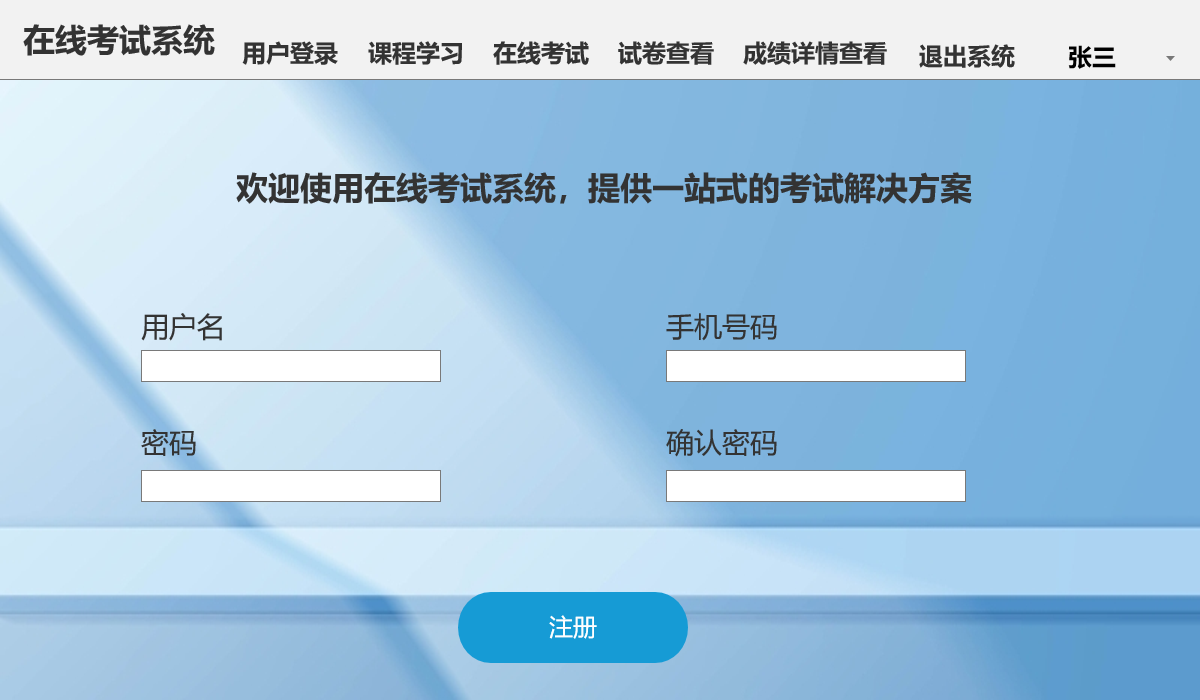 在线考试系统 用户登录 课程学习 在线考试 试卷查看 成绩详情查看 退出系统 张三
欢迎使用在线考试系统，提供一站式的考试解决方案
用户名 手机号码
密码 确认密码
注册